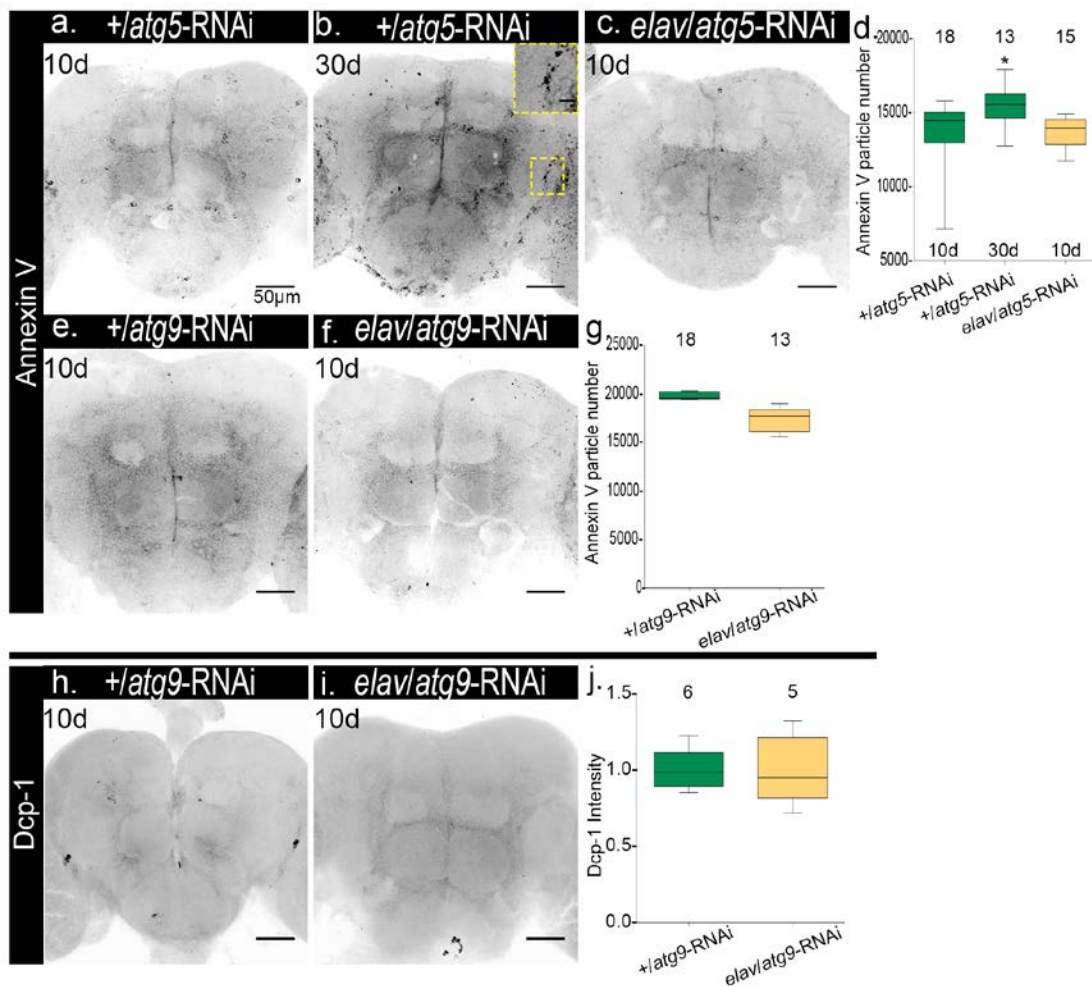 a. +/atg5-RNAi
10d
50µm
b. +/atg5-RNAi
30d
c. elav/atg5-RNAi
10d
d.
Annexin V particle number
20000
15000
10000
5000
18 13 15
*
10d 30d 10d
+/atg5-RNAi
+/atg5-RNAi
elav/atg5-RNAi
Annexin V
e. +/atg9-RNAi
10d
f. elav/atg9-RNAi
10d
g.
Annexin V particle number
25000
20000
15000
10000
5000
0
18 13
+/atg9-RNAi
elav/atg9-RNAi
Dcp-1
h. +/atg9-RNAi
10d
i. elav/atg9-RNAi
10d
j.
Dcp-1 Intensity
1.5
1.0
0.5
0.0
6 5
+/atg9-RNAi
elav/atg9-RNAi